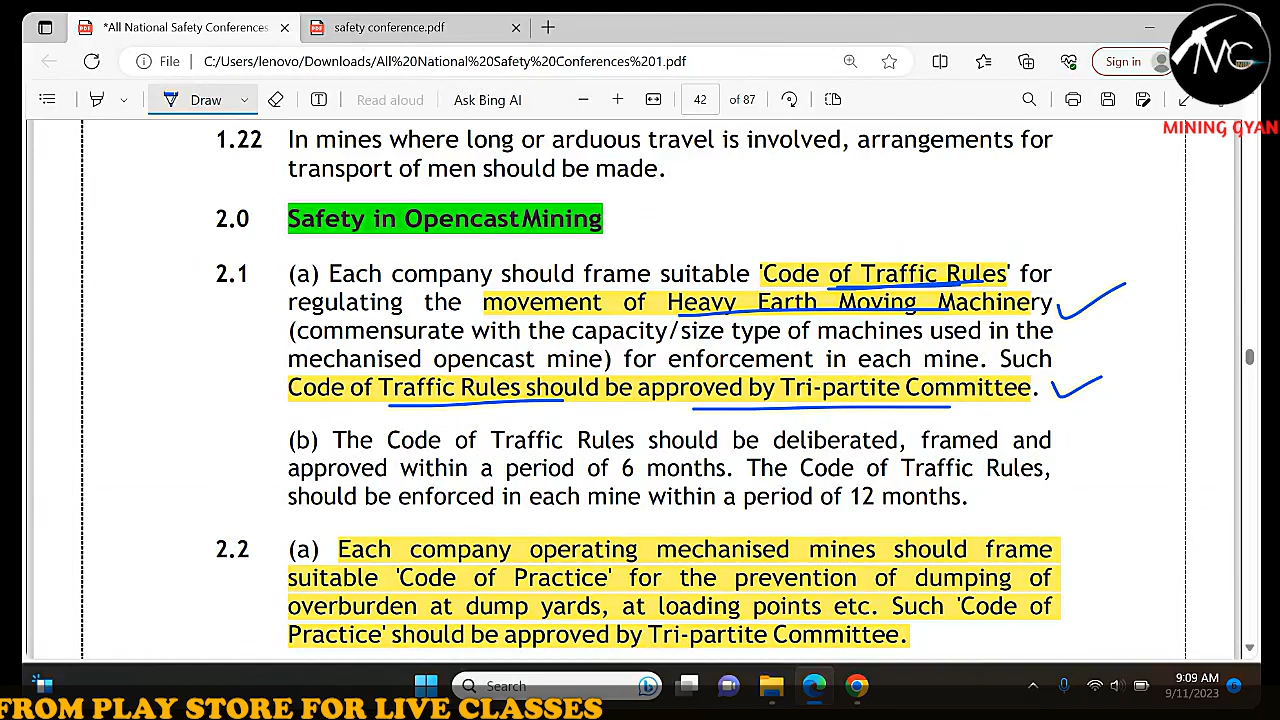 *All National Safety Conferences
safety conference.pdf
File
C:/Users/lenovo/Downloads/All%20National%20Safety%20Conferences%201.pdf
Sign in
MC
MINING GYAN
Draw
Read aloud
Ask Bing AI
42
of 87
1.22 In mines where long or arduous travel is involved, arrangements for
transport of men should be made.
2.0 Safety in OpencastMining
2.1 (a) Each company should frame suitable 'Code of Traffic Rules' for
regulating the movement of Heavy Earth Moving Machinery
(commensurate with the capacity/size type of machines used in the
mechanised opencast mine) for enforcement in each mine. Such
Code of Traffic Rules should be approved by Tri-partite Committee.
(b) The Code of Traffic Rules should be deliberated, framed and
approved within a period of 6 months. The Code of Traffic Rules,
should be enforced in each mine within a period of 12 months.
2.2 (a) Each company operating mechanised mines should frame
suitable 'Code of Practice' for the prevention of dumping of
overburden at dump yards, at loading points etc. Such 'Code of
Practice' should be approved by Tri-partite Committee.
Search
9:09 AM
9/11/2023
FROM PLAY STORE FOR LIVE CLASSES